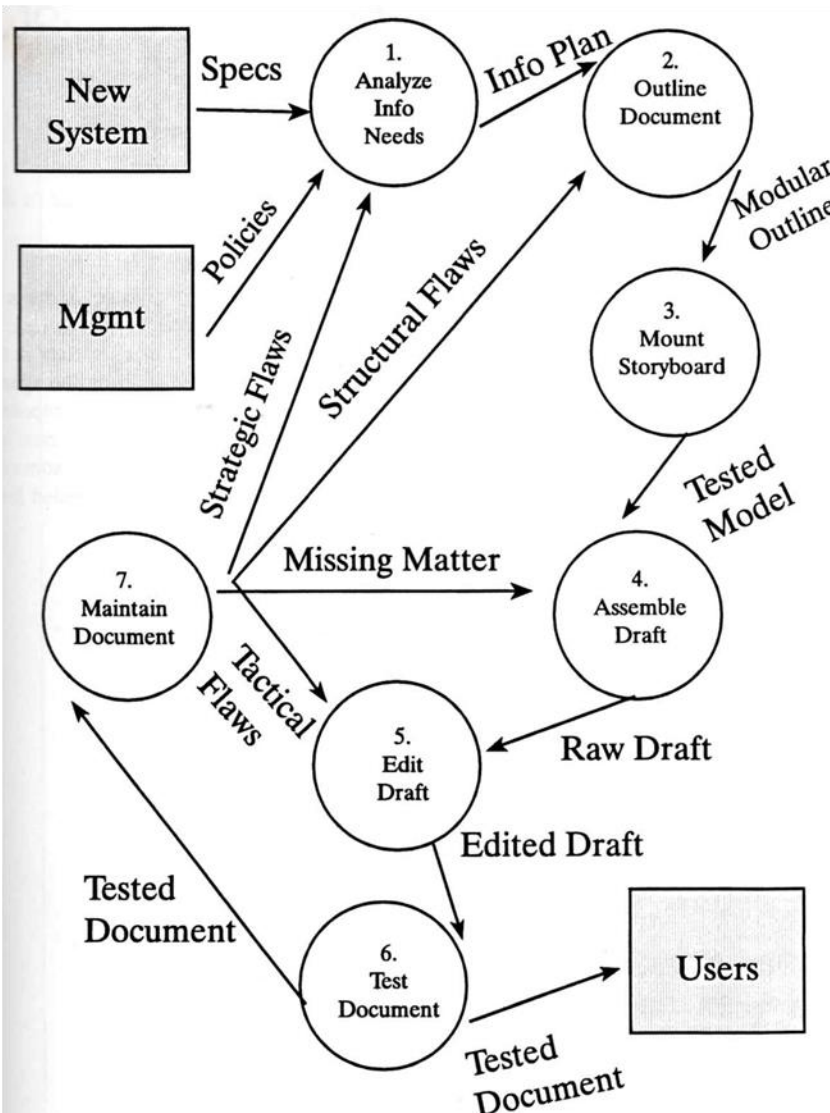 New
System
Specs
1.
Analyze
Info
Needs
Info Plan
2.
Outline
Document
Modular
Outline
Mgmt
Policies
Strategic Flaws
Structural Flaws
3.
Mount
Storyboard
Tested
Model
7.
Maintain
Document
Missing Matter
4.
Assemble
Draft
Tactical
Flaws
5.
Edit
Draft
Raw Draft
Edited Draft
Tested
Document
6.
Test
Document
Users
Tested
Document